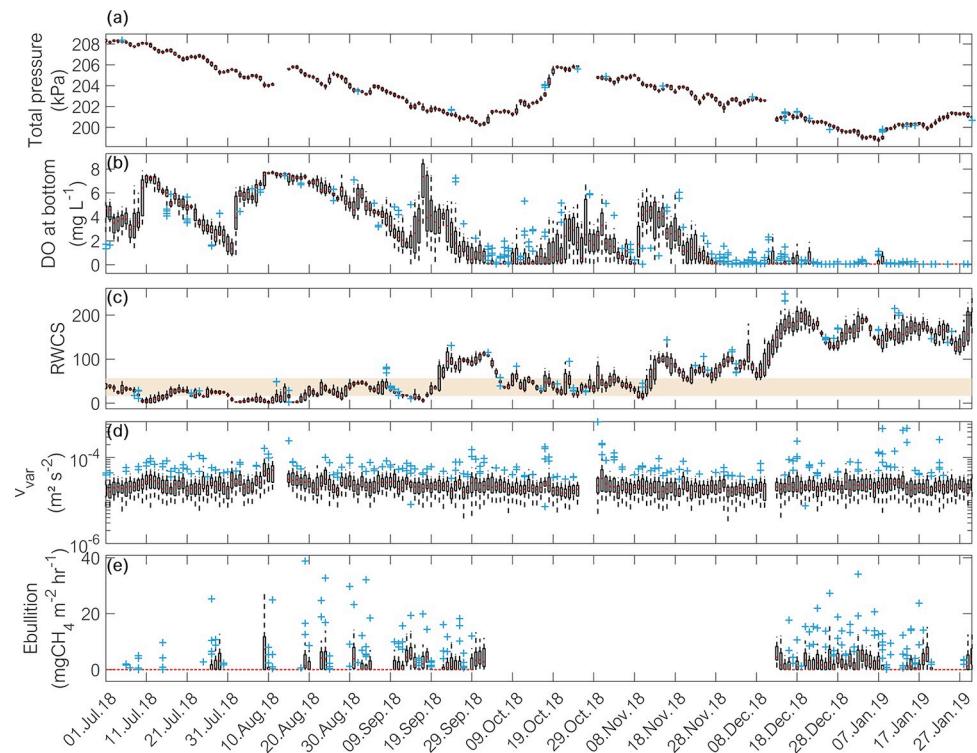 (a)
Total pressure
(kPa)
208
206
204
202
200
(b)
DO at bottom
(mg L⁻¹)
8
6
4
2
0
(c)
RWCS
200
100
0
(d)
vvar
(m² s⁻²)
10⁻⁴
10⁻⁶
(e)
Ebullition
(mgCH4 m⁻² hr⁻¹)
40
20
0
01.Jul.18
11.Jul.18
21.Jul.18
31.Jul.18
10.Aug.18
20.Aug.18
30.Aug.18
09.Sep.18
19.Sep.18
29.Sep.18
09.Oct.18
19.Oct.18
29.Oct.18
08.Nov.18
18.Nov.18
28.Nov.18
08.Dec.18
18.Dec.18
28.Dec.18
07.Jan.19
17.Jan.19
27.Jan.19